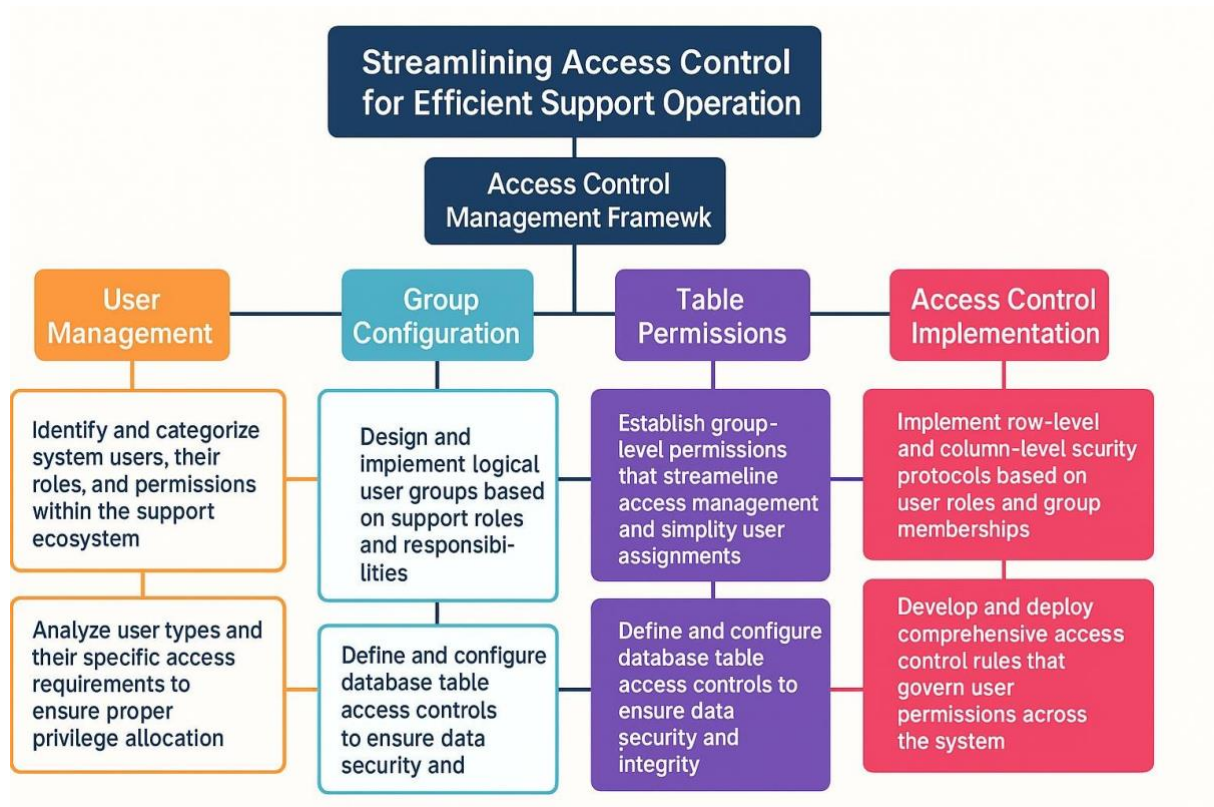 Streamlining Access Control
for Efficient Support Operation
Access Control
Management Framewk
User
Management
Group
Configuration
Table
Permissions
Access Control
Implementation
Identify and categorize
system users, their
roles, and permissions
within the support
ecosystem
Design and
implement logical
user groups based
on support roles
and responsibi-
lities
Establish group-
level permissions
that streameline
access management
and simplity user
assignments
Implement row-level
and column-level scurity
protocols based on
user roles and group
memberships
Analyze user types and
their specific access
requirements to
ensure proper
privilege allocation
Define and configure
database table
access controls
to ensure data
security and
Define and configure
database table
access controls to
ensure data
security and
integrity
Develop and deploy
comprehensive access
control rules that
govern user
permissions across
the system